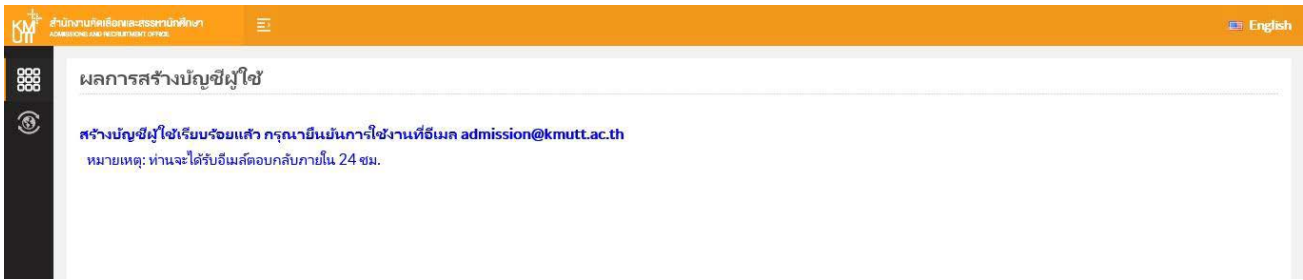 KMUTT
สำนักงานคัดเลือกและสรรหานักศึกษา
ADMISSIONS AND RECRUITMENT OFFICE
English
ผลการสร้างบัญชีผู้ใช้
สร้างบัญชีผู้ใช้เรียบร้อยแล้ว กรุณายืนยันการใช้งานที่อีเมล admission@kmutt.ac.th
หมายเหตุ: ท่านจะได้รับอีเมล์ตอบกลับภายใน 24 ชม.